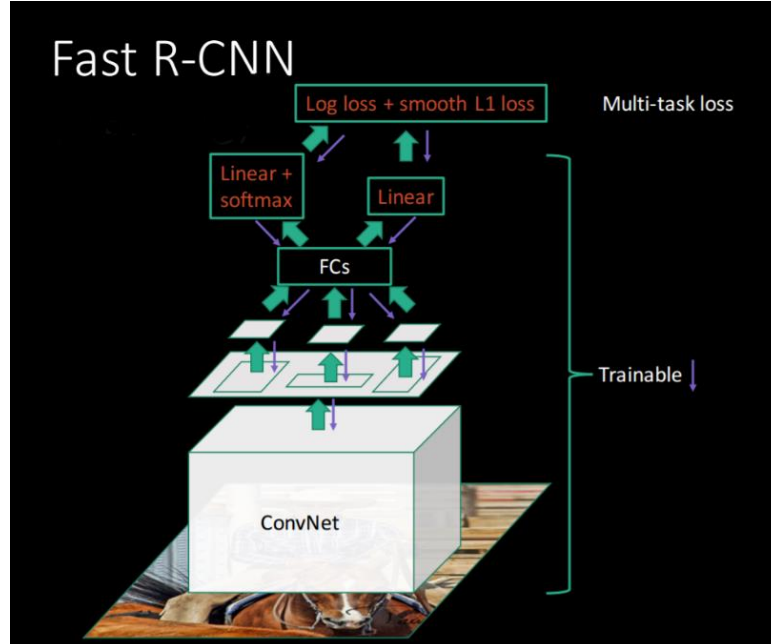 Fast R-CNN
Log loss + smooth L1 loss
Multi-task loss
Linear +
softmax
Linear
FCs
Trainable
ConvNet